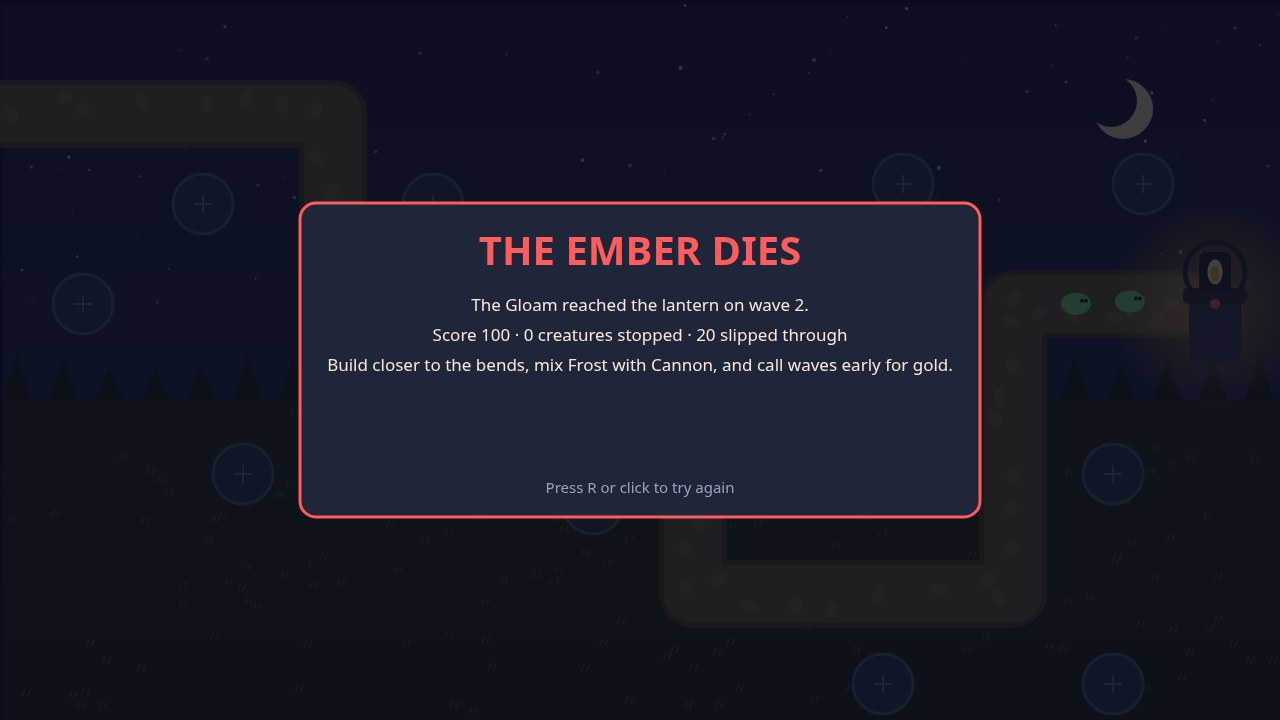 THE EMBER DIES
The Gloam reached the lantern on wave 2.
Score 100 · 0 creatures stopped · 20 slipped through
Build closer to the bends, mix Frost with Cannon, and call waves early for gold.
Press R or click to try again